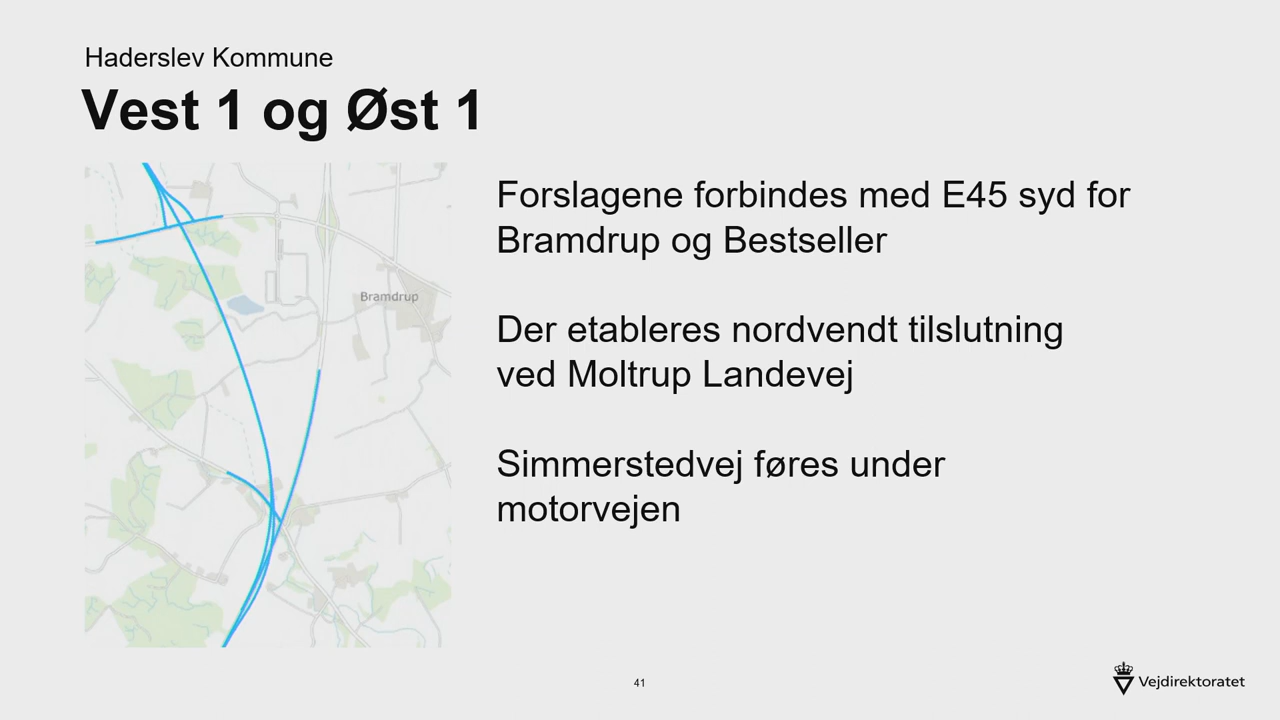 Haderslev Kommune
Vest 1 og Øst 1
Bramdrup
Forslagene forbindes med E45 syd for
Bramdrup og Bestseller
Der etableres nordvendt tilslutning
ved Moltrup Landevej
Simmerstedvej føres under
motorvejen
41
Vejdirektoratet